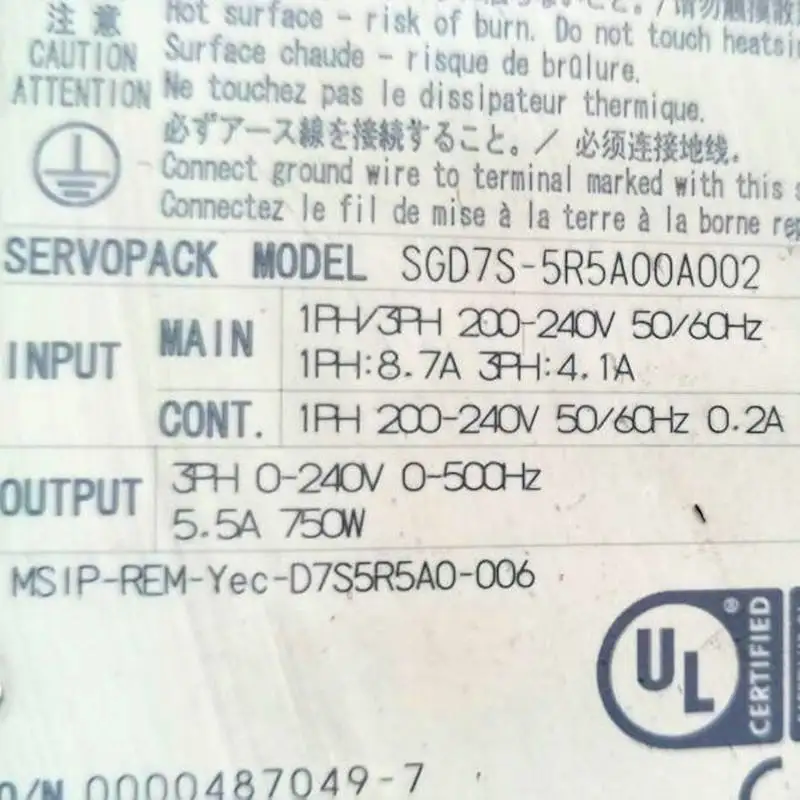 注意
CAUTION
ATTENTION
Hot surface - risk of burn. Do not touch heatsi
Surface chaude - risque de brûlure.
Ne touchez pas le dissipateur thermique.
必ずアース線を接続すること。/ 必须连接地线。
Connect ground wire to terminal marked with this s
Connectez le fil de mise à la terre à la borne rep
SERVOPACK MODEL SGD7S-5R5A00A002
INPUT MAIN 1PH/3PH 200-240V 50/60Hz
1PH:8.7A 3PH:4.1A
CONT. 1PH 200-240V 50/60Hz 0.2A
OUTPUT 3PH 0-240V 0-500Hz
5.5A 750W
MSIP-REM-Yec-D7S5R5A0-006
UL ® CERTIFIED
O/N 0000487049-7